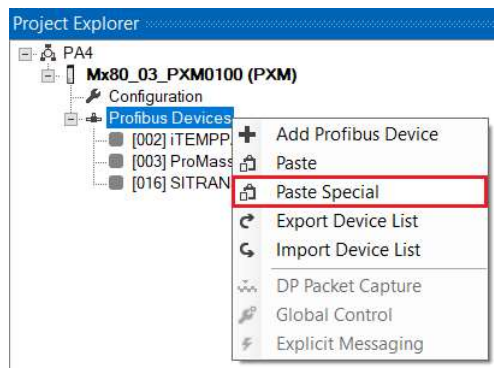 Project Explorer
PA4
Mx80_03_PXM0100 (PXM)
Configuration
Profibus Devices
[002] iTEMPP
[003] ProMass
[016] SITRAN
Add Profibus Device
Paste
Paste Special
Export Device List
Import Device List
DP Packet Capture
Global Control
Explicit Messaging